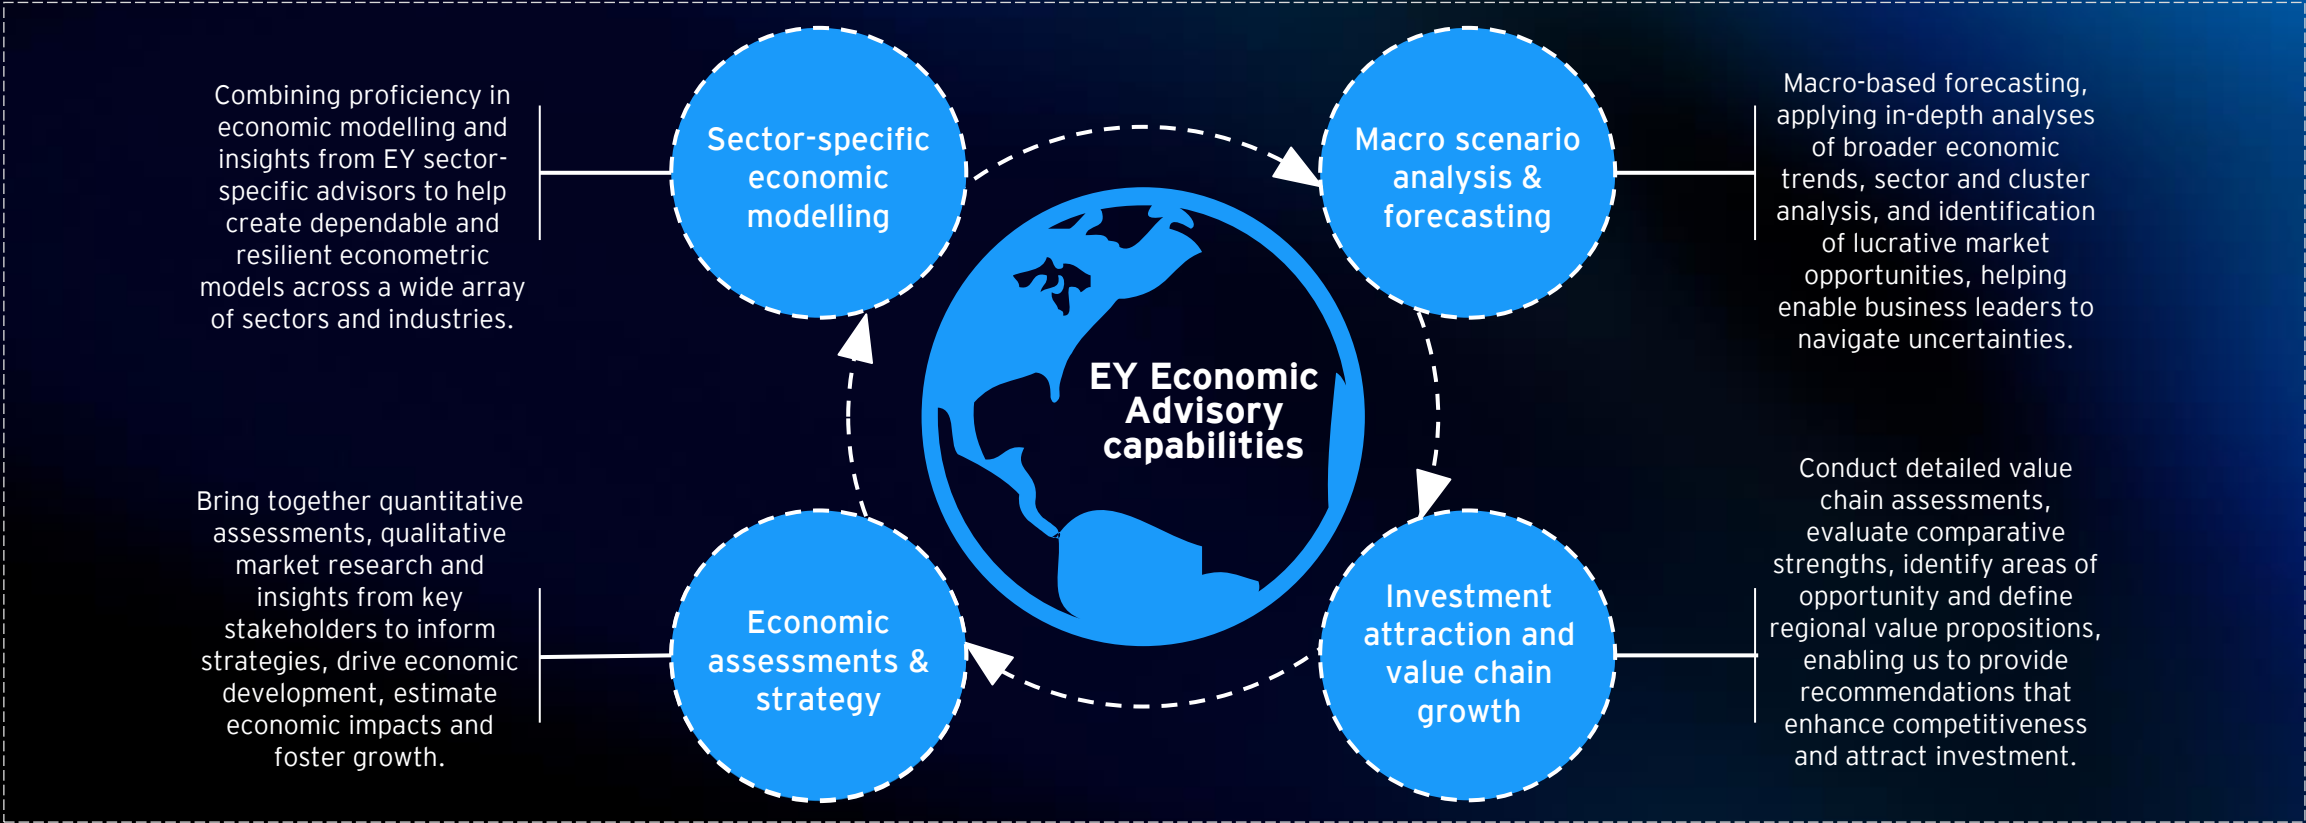 Combining proficiency in
economic modelling and
insights from EY sector-
specific advisors to help
create dependable and
resilient econometric
models across a wide array
of sectors and industries.
Sector-specific
economic
modelling
Macro scenario
analysis &
forecasting
Macro-based forecasting,
applying in-depth analyses
of broader economic
trends, sector and cluster
analysis, and identification
of lucrative market
opportunities, helping
enable business leaders to
navigate uncertainties.
EY Economic
Advisory
capabilities
Bring together quantitative
assessments, qualitative
market research and
insights from key
stakeholders to inform
strategies, drive economic
development, estimate
economic impacts and
foster growth.
Economic
assessments &
strategy
Investment
attraction and
value chain
growth
Conduct detailed value
chain assessments,
evaluate comparative
strengths, identify areas of
opportunity and define
regional value propositions,
enabling us to provide
recommendations that
enhance competitiveness
and attract investment.